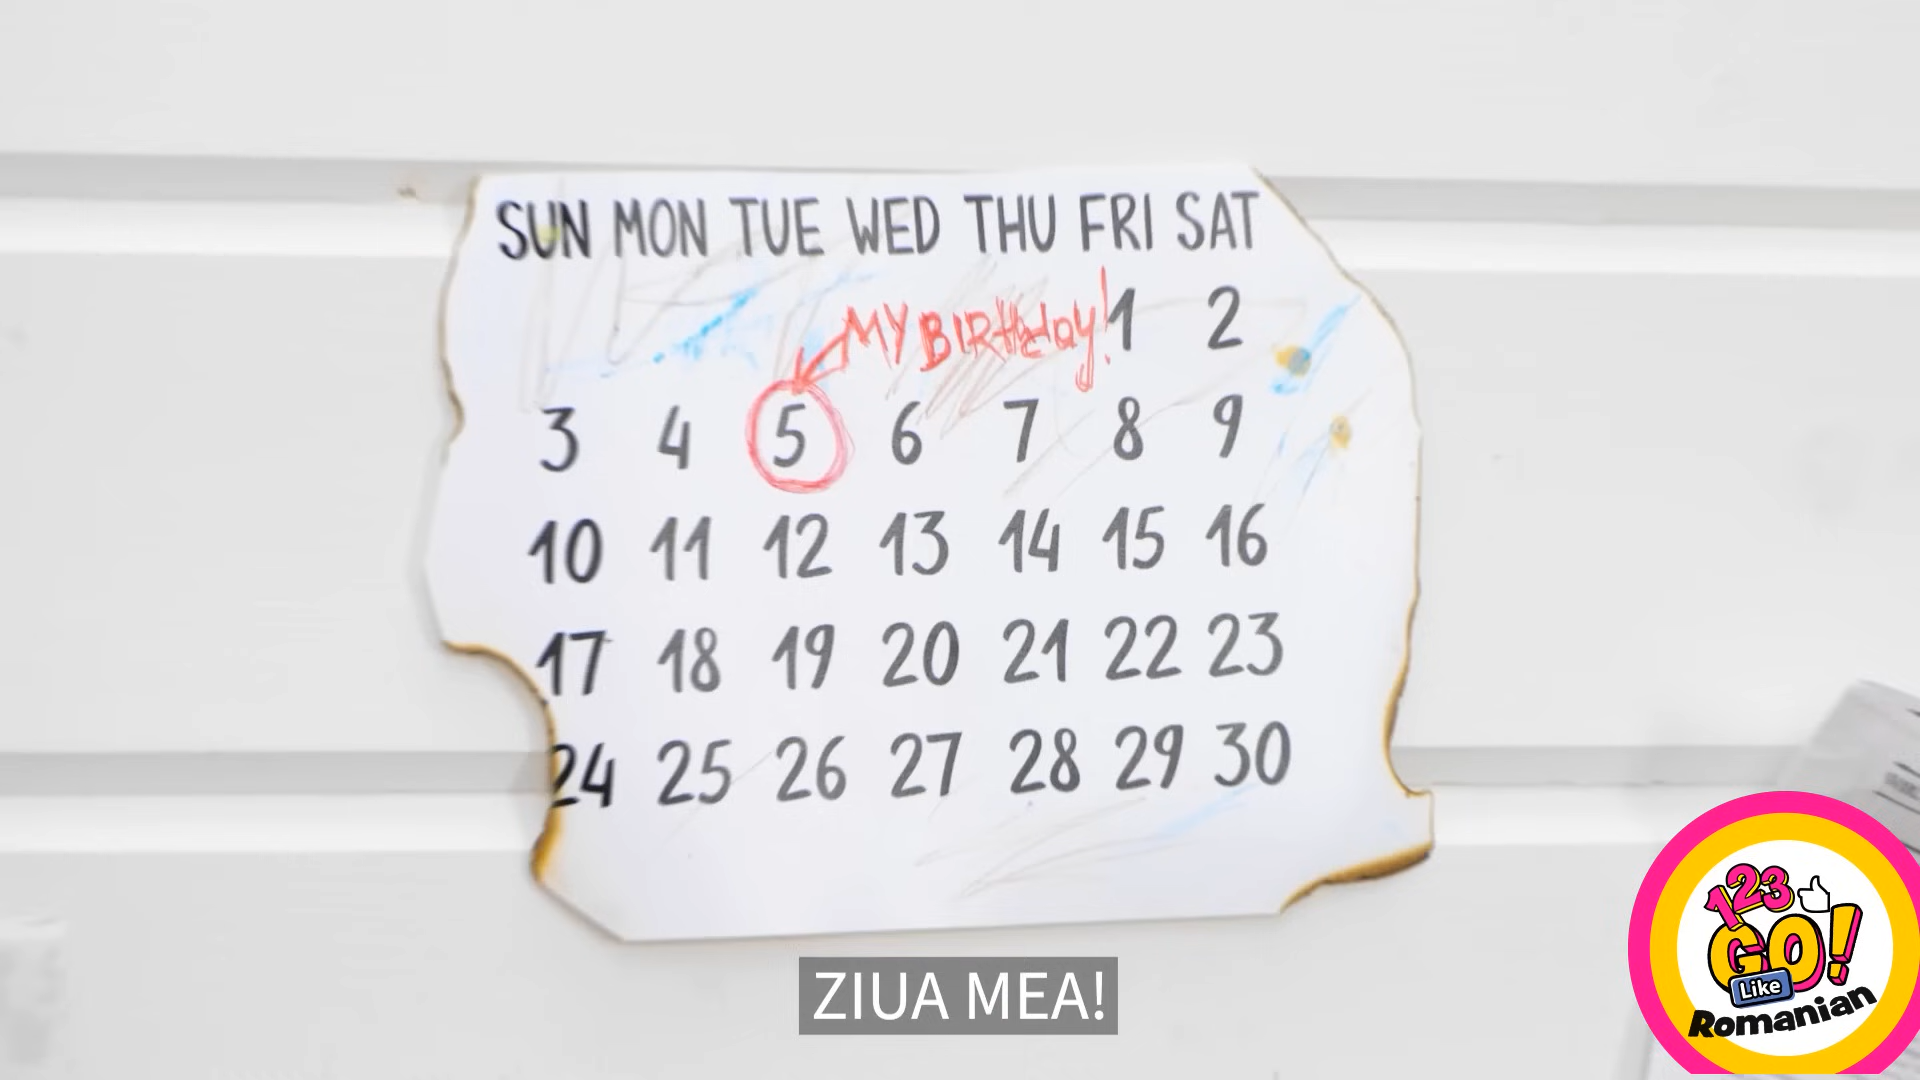 SUN MON TUE WED THU FRI SAT
MY BIRthday! 1 2
3 4 5 6 7 8 9
10 11 12 13 14 15 16
17 18 19 20 21 22 23
24 25 26 27 28 29 30
ZIUA MEA!
123
GO!
Like
Romanian